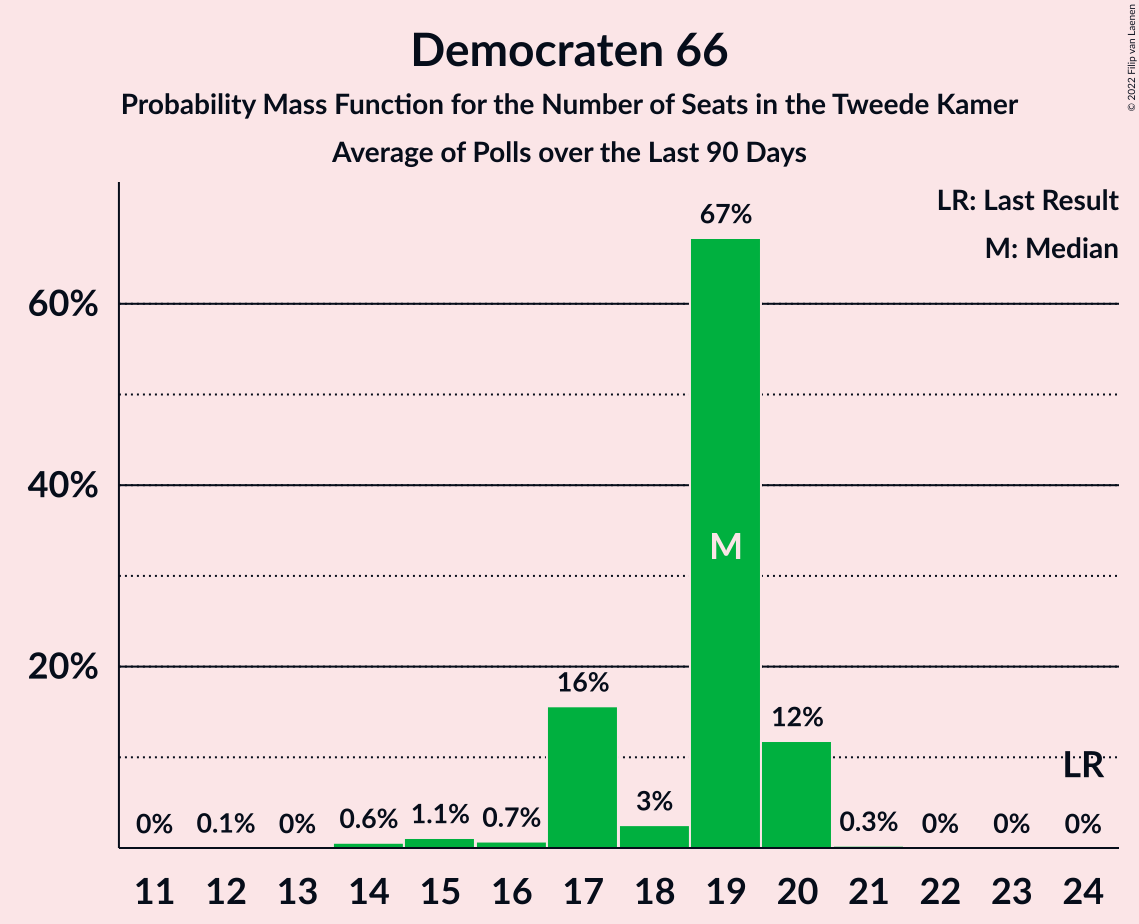 Democraten 66
Probability Mass Function for the Number of Seats in the Tweede Kamer
Average of Polls over the Last 90 Days
© 2022 Filip van Laenen
LR: Last Result
M: Median
67%
60%
M
40%
20%
16%
12%
LR
3%
0% 0.1% 0% 0.6% 1.1% 0.7% 0.3% 0% 0% 0%
11 12 13 14 15 16 17 18 19 20 21 22 23 24